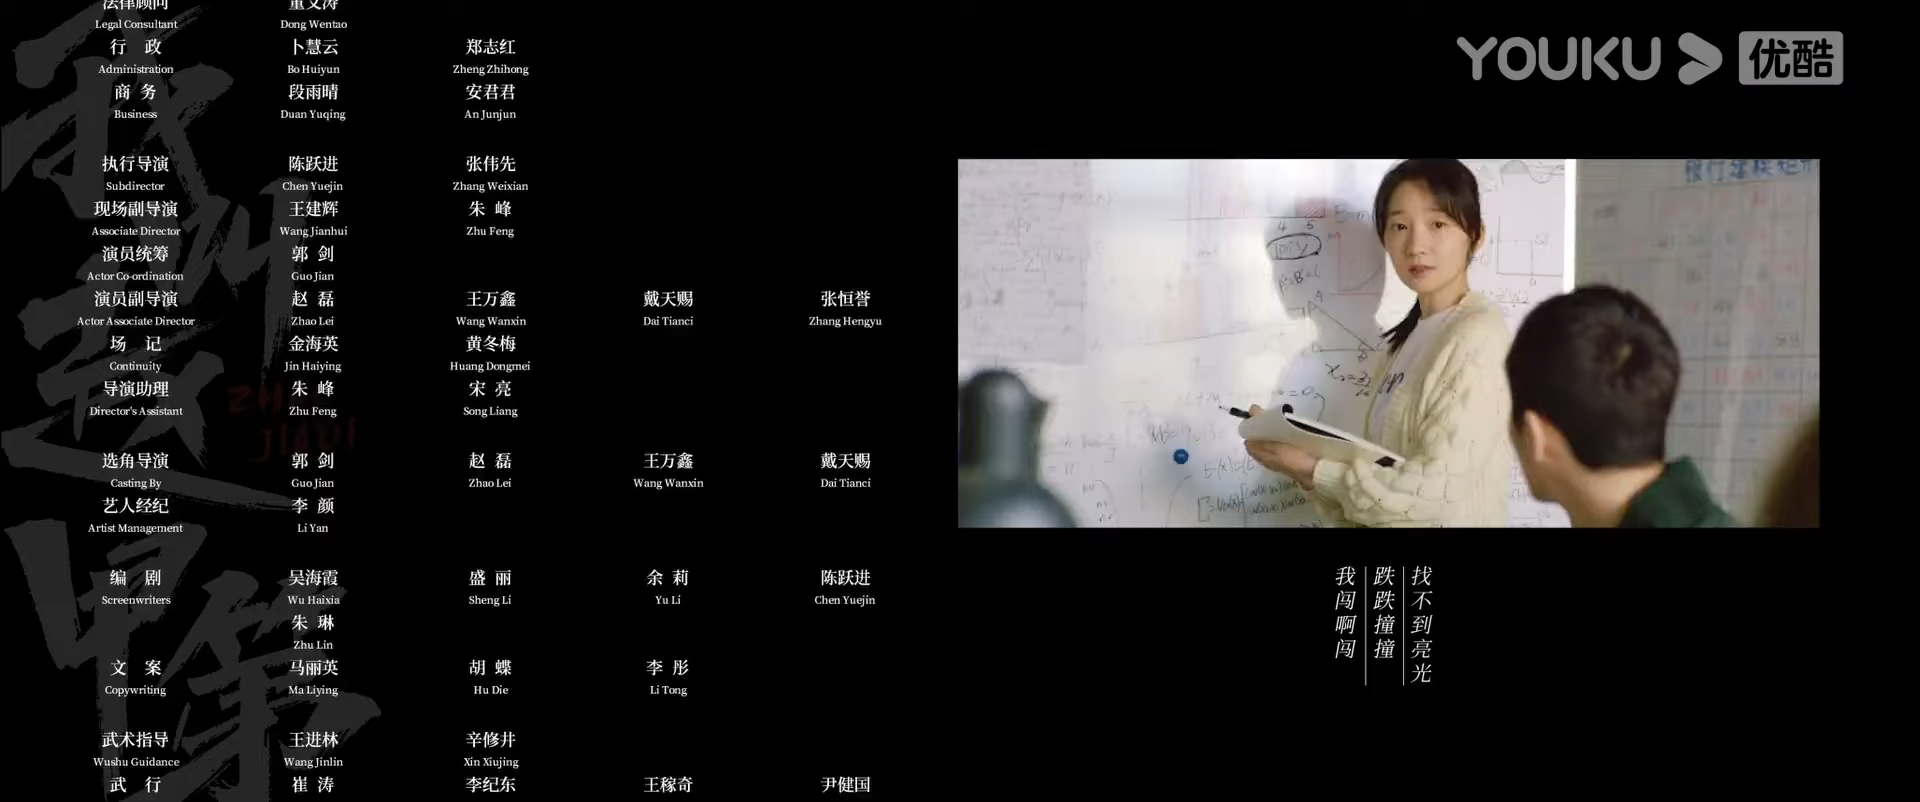 法律顾问 董文涛
Legal Consultant Dong Wentao
行 政 卜慧云 郑志红
Administration Bo Huiyun Zheng Zhihong
商 务 段雨晴 安君君
Business Duan Yuqing An Junjun
执行导演 陈跃进 张伟先
Subdirector Chen Yuejin Zhang Weixian
现场副导演 王建辉 朱 峰
Associate Director Wang Jianhui Zhu Feng
演员统筹 郭 剑
Actor Co-ordination Guo Jian
演员副导演 赵 磊 王万鑫 戴天赐 张恒誉
Actor Associate Director Zhao Lei Wang Wanxin Dai Tianci Zhang Hengyu
场 记 金海英 黄冬梅
Continuity Jin Haiying Huang Dongmei
导演助理 朱 峰 宋 亮
Director's Assistant Zhu Feng Song Liang
选角导演 郭 剑 赵 磊 王万鑫 戴天赐
Casting By Guo Jian Zhao Lei Wang Wanxin Dai Tianci
艺人经纪 李 颜
Artist Management Li Yan
编 剧 吴海霞 盛 丽 余 莉 陈跃进
Screenwriters Wu Haixia Sheng Li Yu Li Chen Yuejin
朱 琳
Zhu Lin
文 案 马丽英 胡 蝶 李 彤
Copywriting Ma Liying Hu Die Li Tong
武术指导 王进林 辛修井
Wushu Guidance Wang Jinlin Xin Xiujing
武 行 崔 涛 李纪东 王稼奇 尹健国
我叫赵甲第
YOUKU 优酷
找不到亮光
跌跌撞撞
我闯啊闯